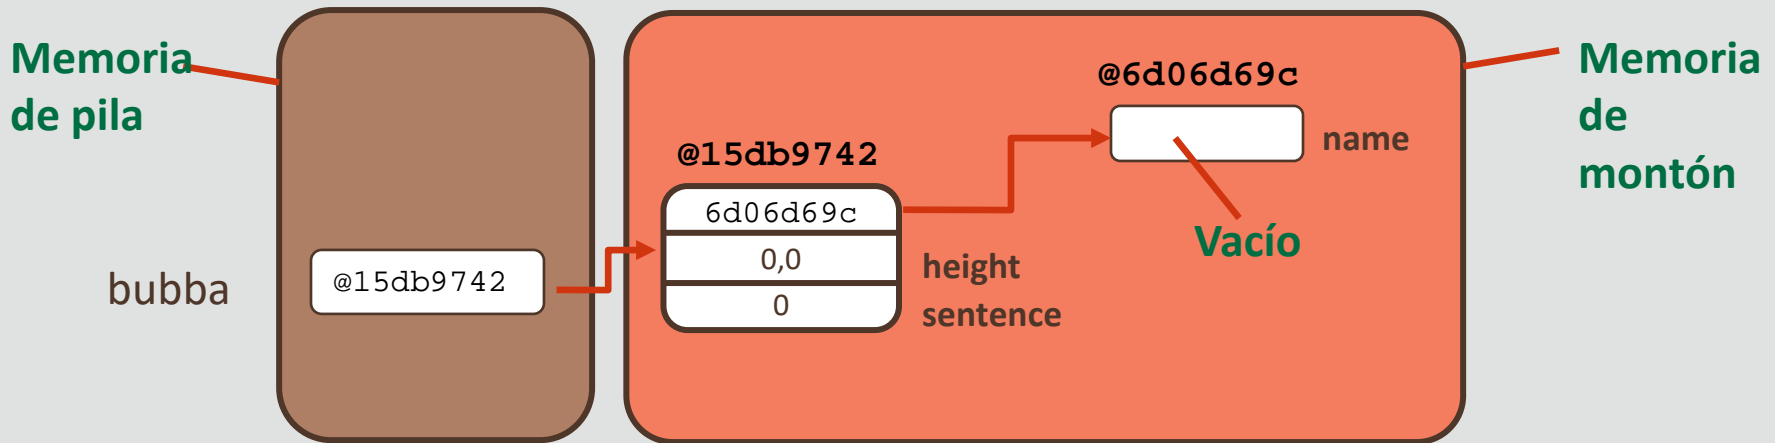 Memoria
de pila
bubba
@15db9742
@15db9742
6d06d69c
0,0
0
height
sentence
@6d06d69c
name
Vacío
Memoria
de
montón